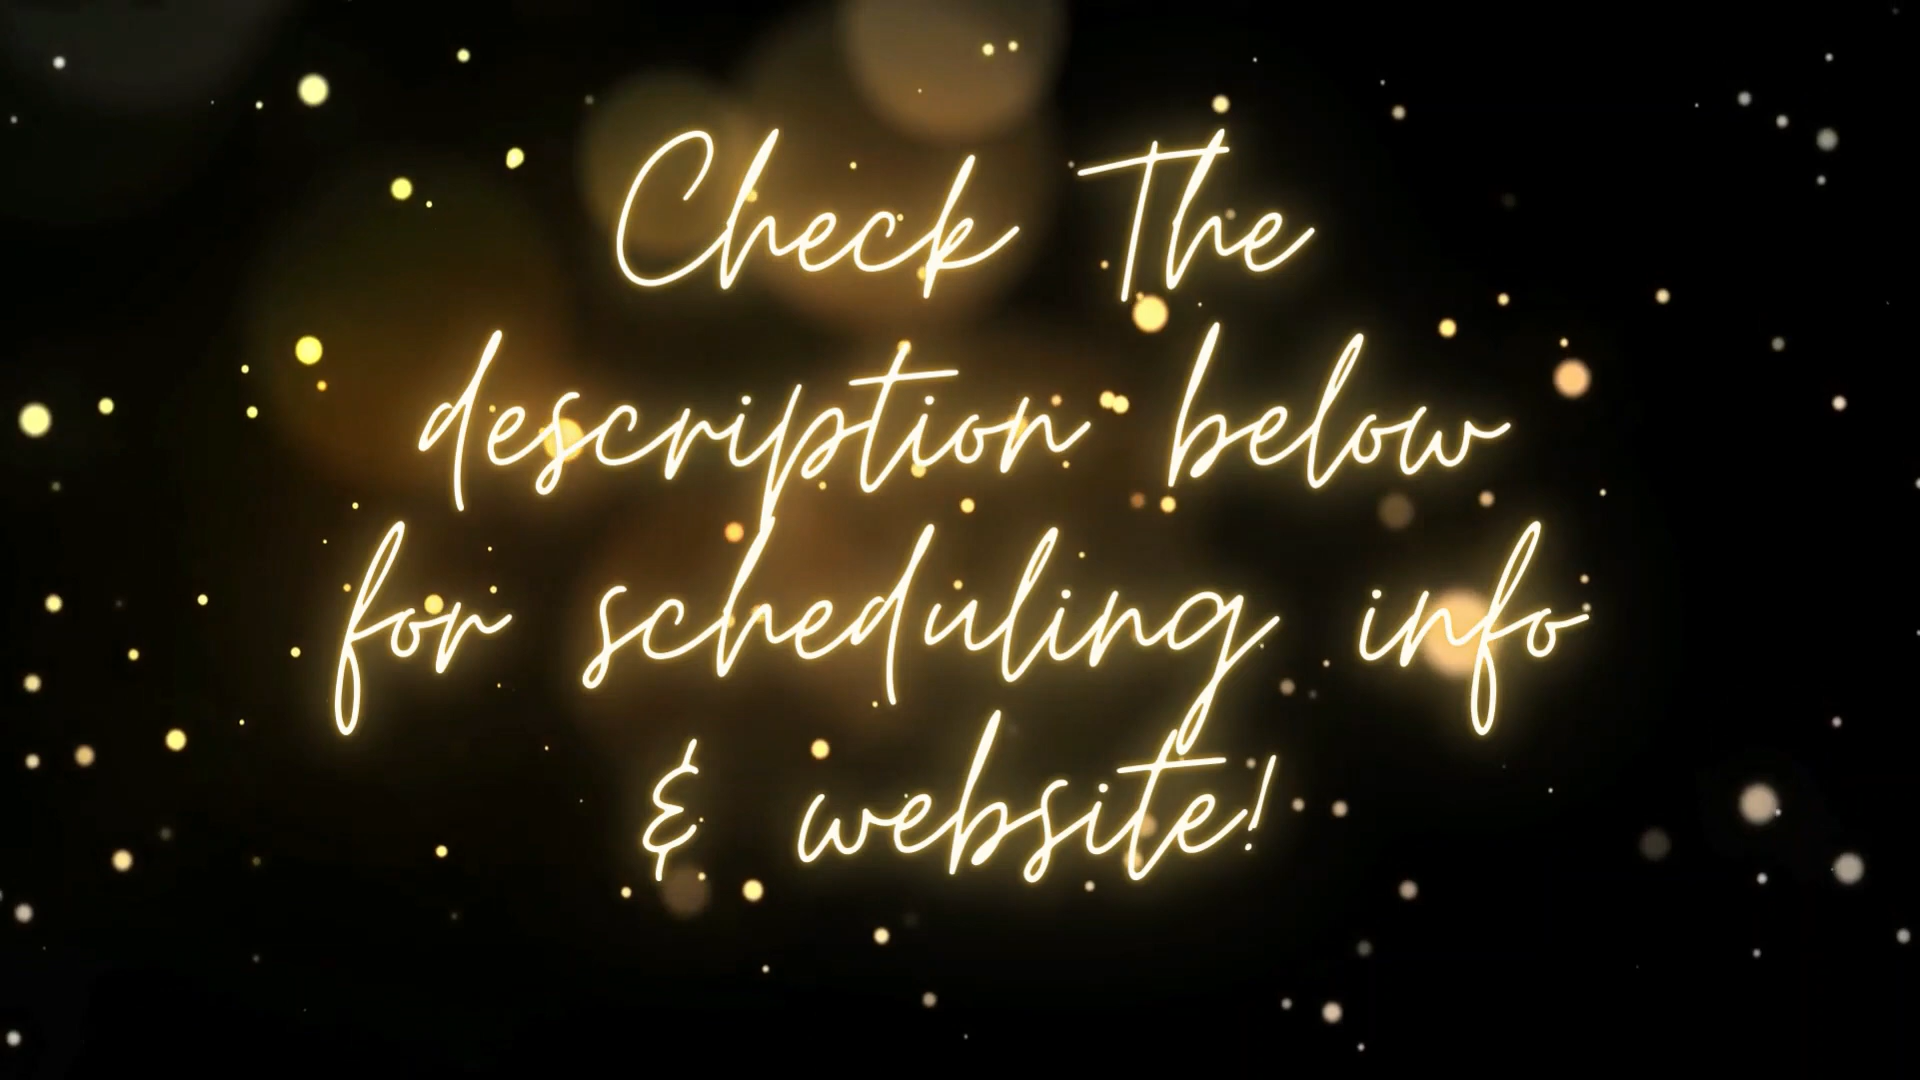 Check The
description below
for scheduling info
& website!